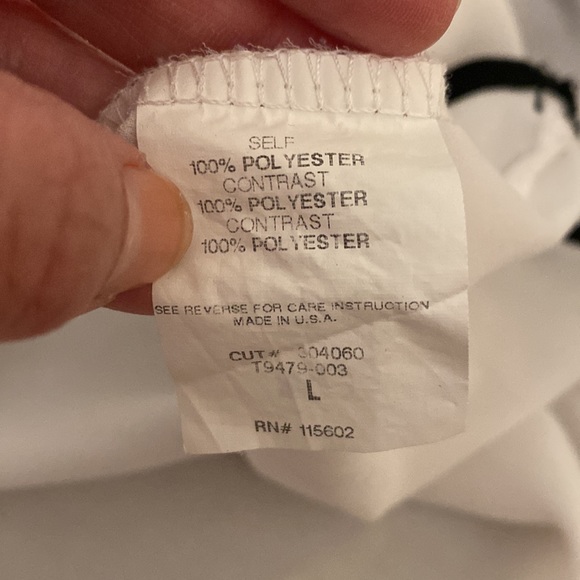 SELF
100% POLYESTER
CONTRAST
100% POLYESTER
CONTRAST
100% POLYESTER
SEE REVERSE FOR CARE INSTRUCTION
MADE IN U.S.A.
CUT# 304060
T9479-003
L
RN# 115602